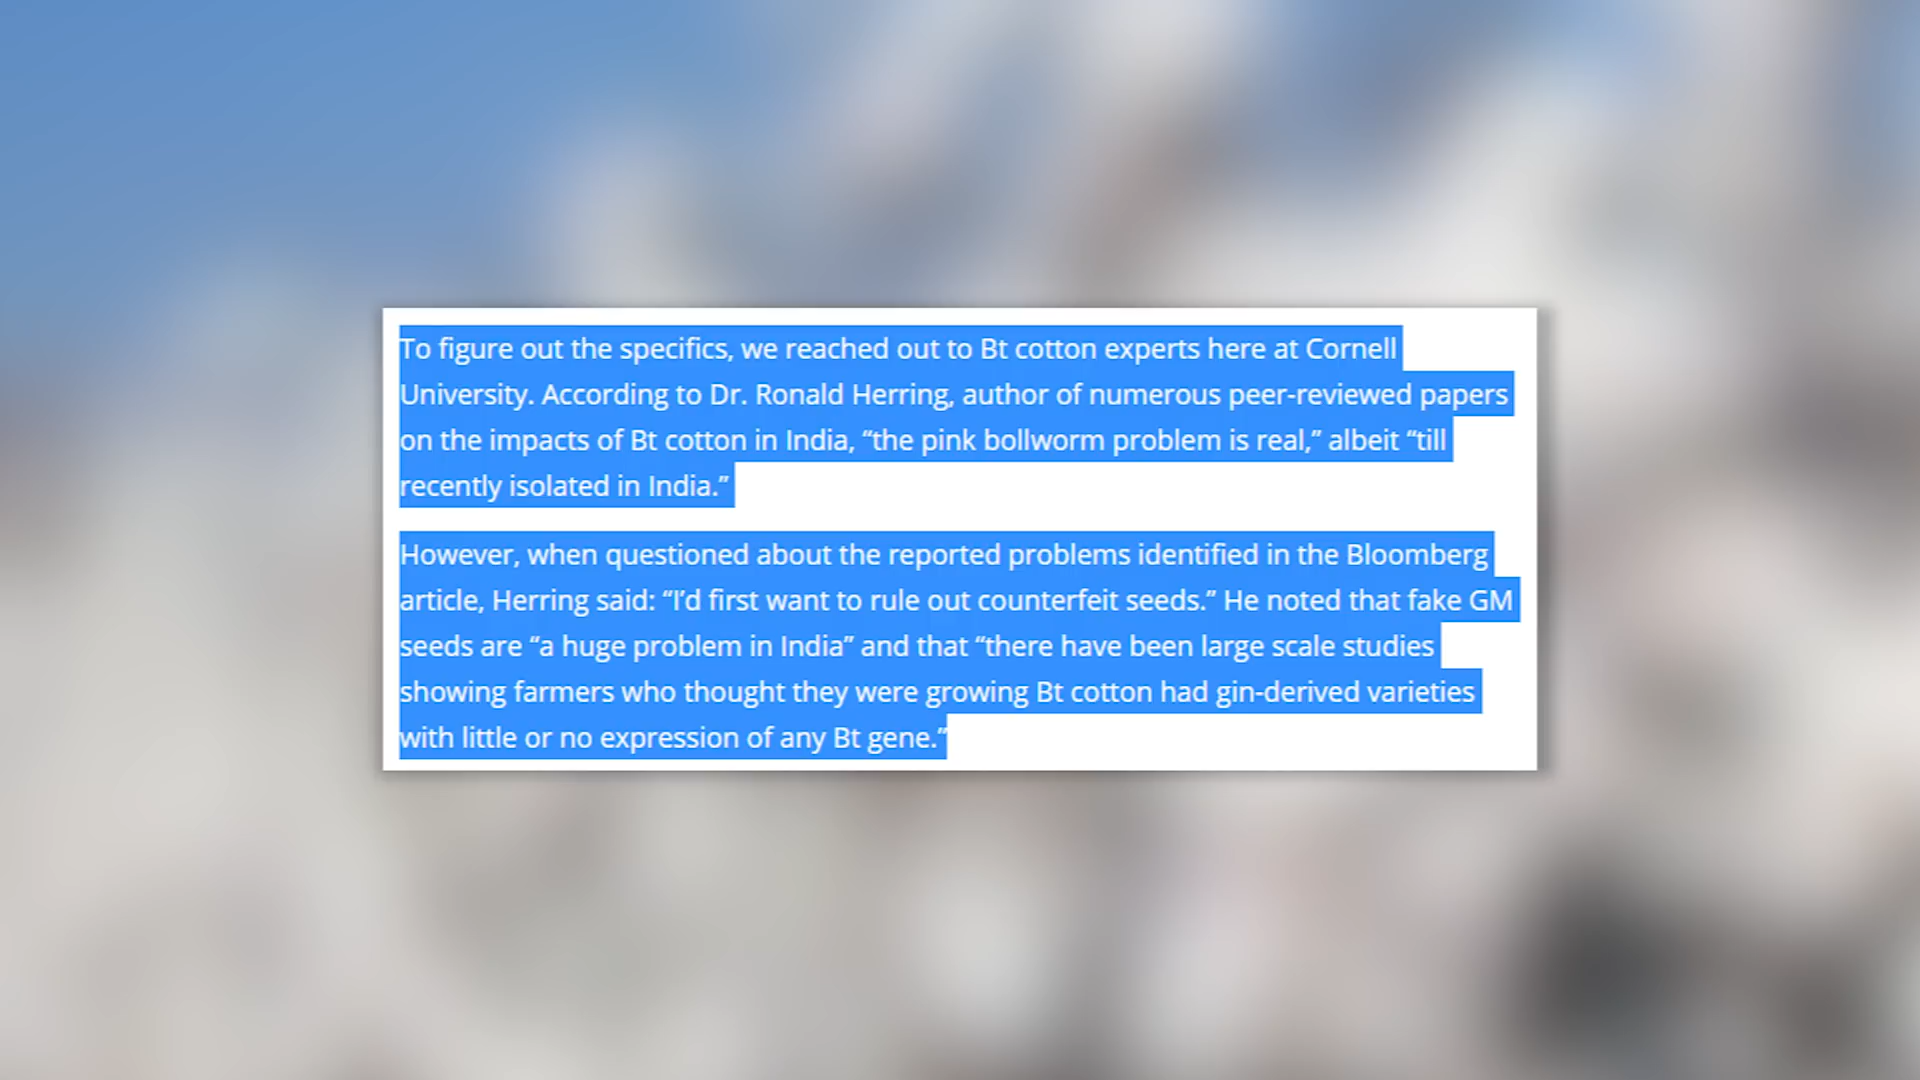 To figure out the specifics, we reached out to Bt cotton experts here at Cornell
University. According to Dr. Ronald Herring, author of numerous peer-reviewed papers
on the impacts of Bt cotton in India, “the pink bollworm problem is real,” albeit “till
recently isolated in India.”
However, when questioned about the reported problems identified in the Bloomberg
article, Herring said: “I’d first want to rule out counterfeit seeds.” He noted that fake GM
seeds are “a huge problem in India” and that “there have been large scale studies
showing farmers who thought they were growing Bt cotton had gin-derived varieties
with little or no expression of any Bt gene.”